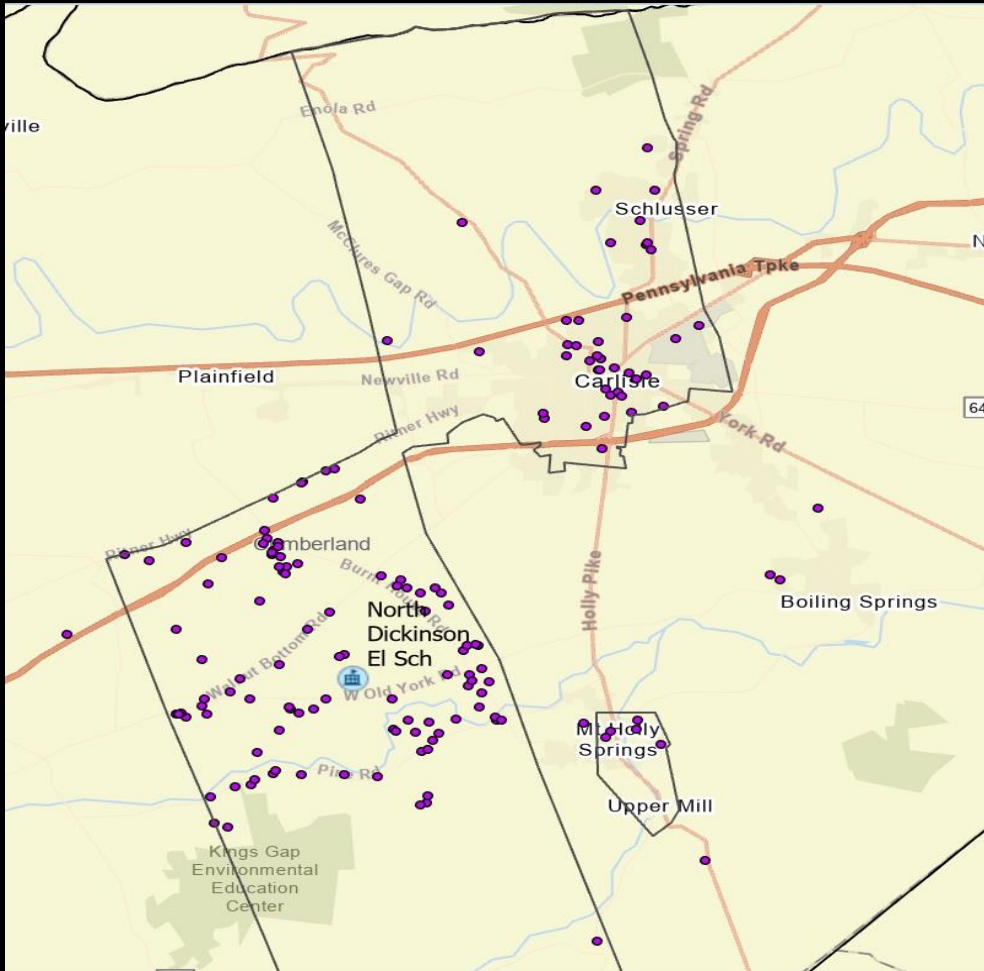 Enola Rd
ville
Spring Rd
Schlusser
McClures Gap Rd
N
Pennsylvania Tpke
Plainfield
Newville Rd
Carlisle
64
Ritner Hwy
York Rd
Ritner Hwy
Cumberland
Burnt House Rd
Holly Pike
Boiling Springs
North
Dickinson
El Sch
Walnut Bottom Rd
W Old York Rd
Mt Holly
Springs
Pine Rd
Upper Mill
Kings Gap
Environmental
Education
Center